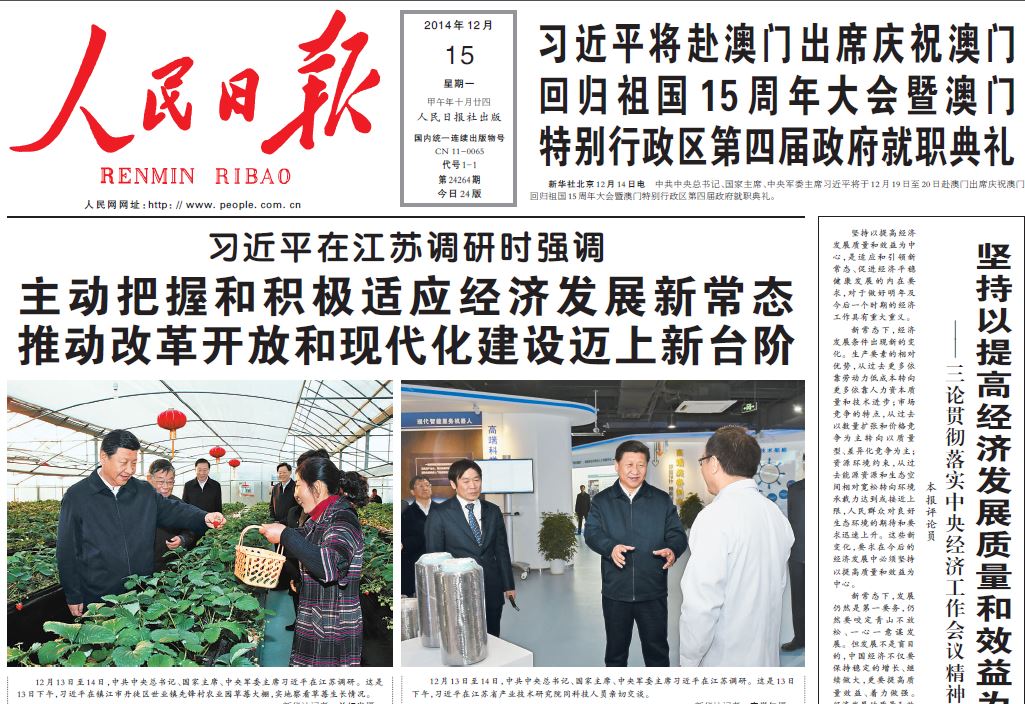 人民日报
RENMIN RIBAO
人民网网址:http://www.people.com.cn
2014年12月
15
星期一
甲午年十月廿四
人民日报社出版
国内统一连续出版物号
CN 11-0065
代号1-1
第24264期
今日24版
习近平将赴澳门出席庆祝澳门
回归祖国15周年大会暨澳门
特别行政区第四届政府就职典礼
新华社北京12月14日电 中共中央总书记、国家主席、中央军委主席习近平将于12月19日至20日赴澳门出席庆祝澳门
回归祖国15周年大会暨澳门特别行政区第四届政府就职典礼。
习近平在江苏调研时强调
主动把握和积极适应经济发展新常态
推动改革开放和现代化建设迈上新台阶
现代智能服务机器人
高端科
12月13日至14日,中共中央总书记、国家主席、中央军委主席习近平在江苏调研。这是
13日下午,习近平在镇江市丹徒区世业镇先锋村农业园草莓大棚,实地察看草莓生长情况。
12月13日至14日,中共中央总书记、国家主席、中央军委主席习近平在江苏调研。这是13日
下午,习近平在江苏省产业技术研究院同科技人员亲切交谈。
坚持以提高经济发展质量和效益为
——三论贯彻落实中央经济工作会议精神
本报评论员
坚持以提高经济
发展质量和效益为中
心,是适应和引领新
常态、促进经济平稳
健康发展的内在要
求,对于做好明年及
今后一个时期的经济
工作具有重大意义。
新常态下,经济
发展条件出现新的变
化。生产要素的相对
优势,从过去更多依
靠劳动力低成本转向
更多依靠人力资本质
量和技术进步;市场
竞争的特点,从过去
以数量扩张和价格竞
争为主转向以质量
型、差异化竞争为主;
资源环境约束,从过
去能源资源和生态空
间相对宽松转向环境
承载力达到或接近上
限,人民群众对良好
生态环境的期待和要
求迅速上升。这些新
变化,要求在今后的
经济发展中必须坚持
以提高质量和效益为
中心。
新常态下,发展
仍然是第一要务,仍
然要咬定青山不放
松、一心一意谋发
展。但发展不是盲目
的,中国经济不仅要
保持稳定的增长、继
续做大,更要提高质
量效益、着力做强。